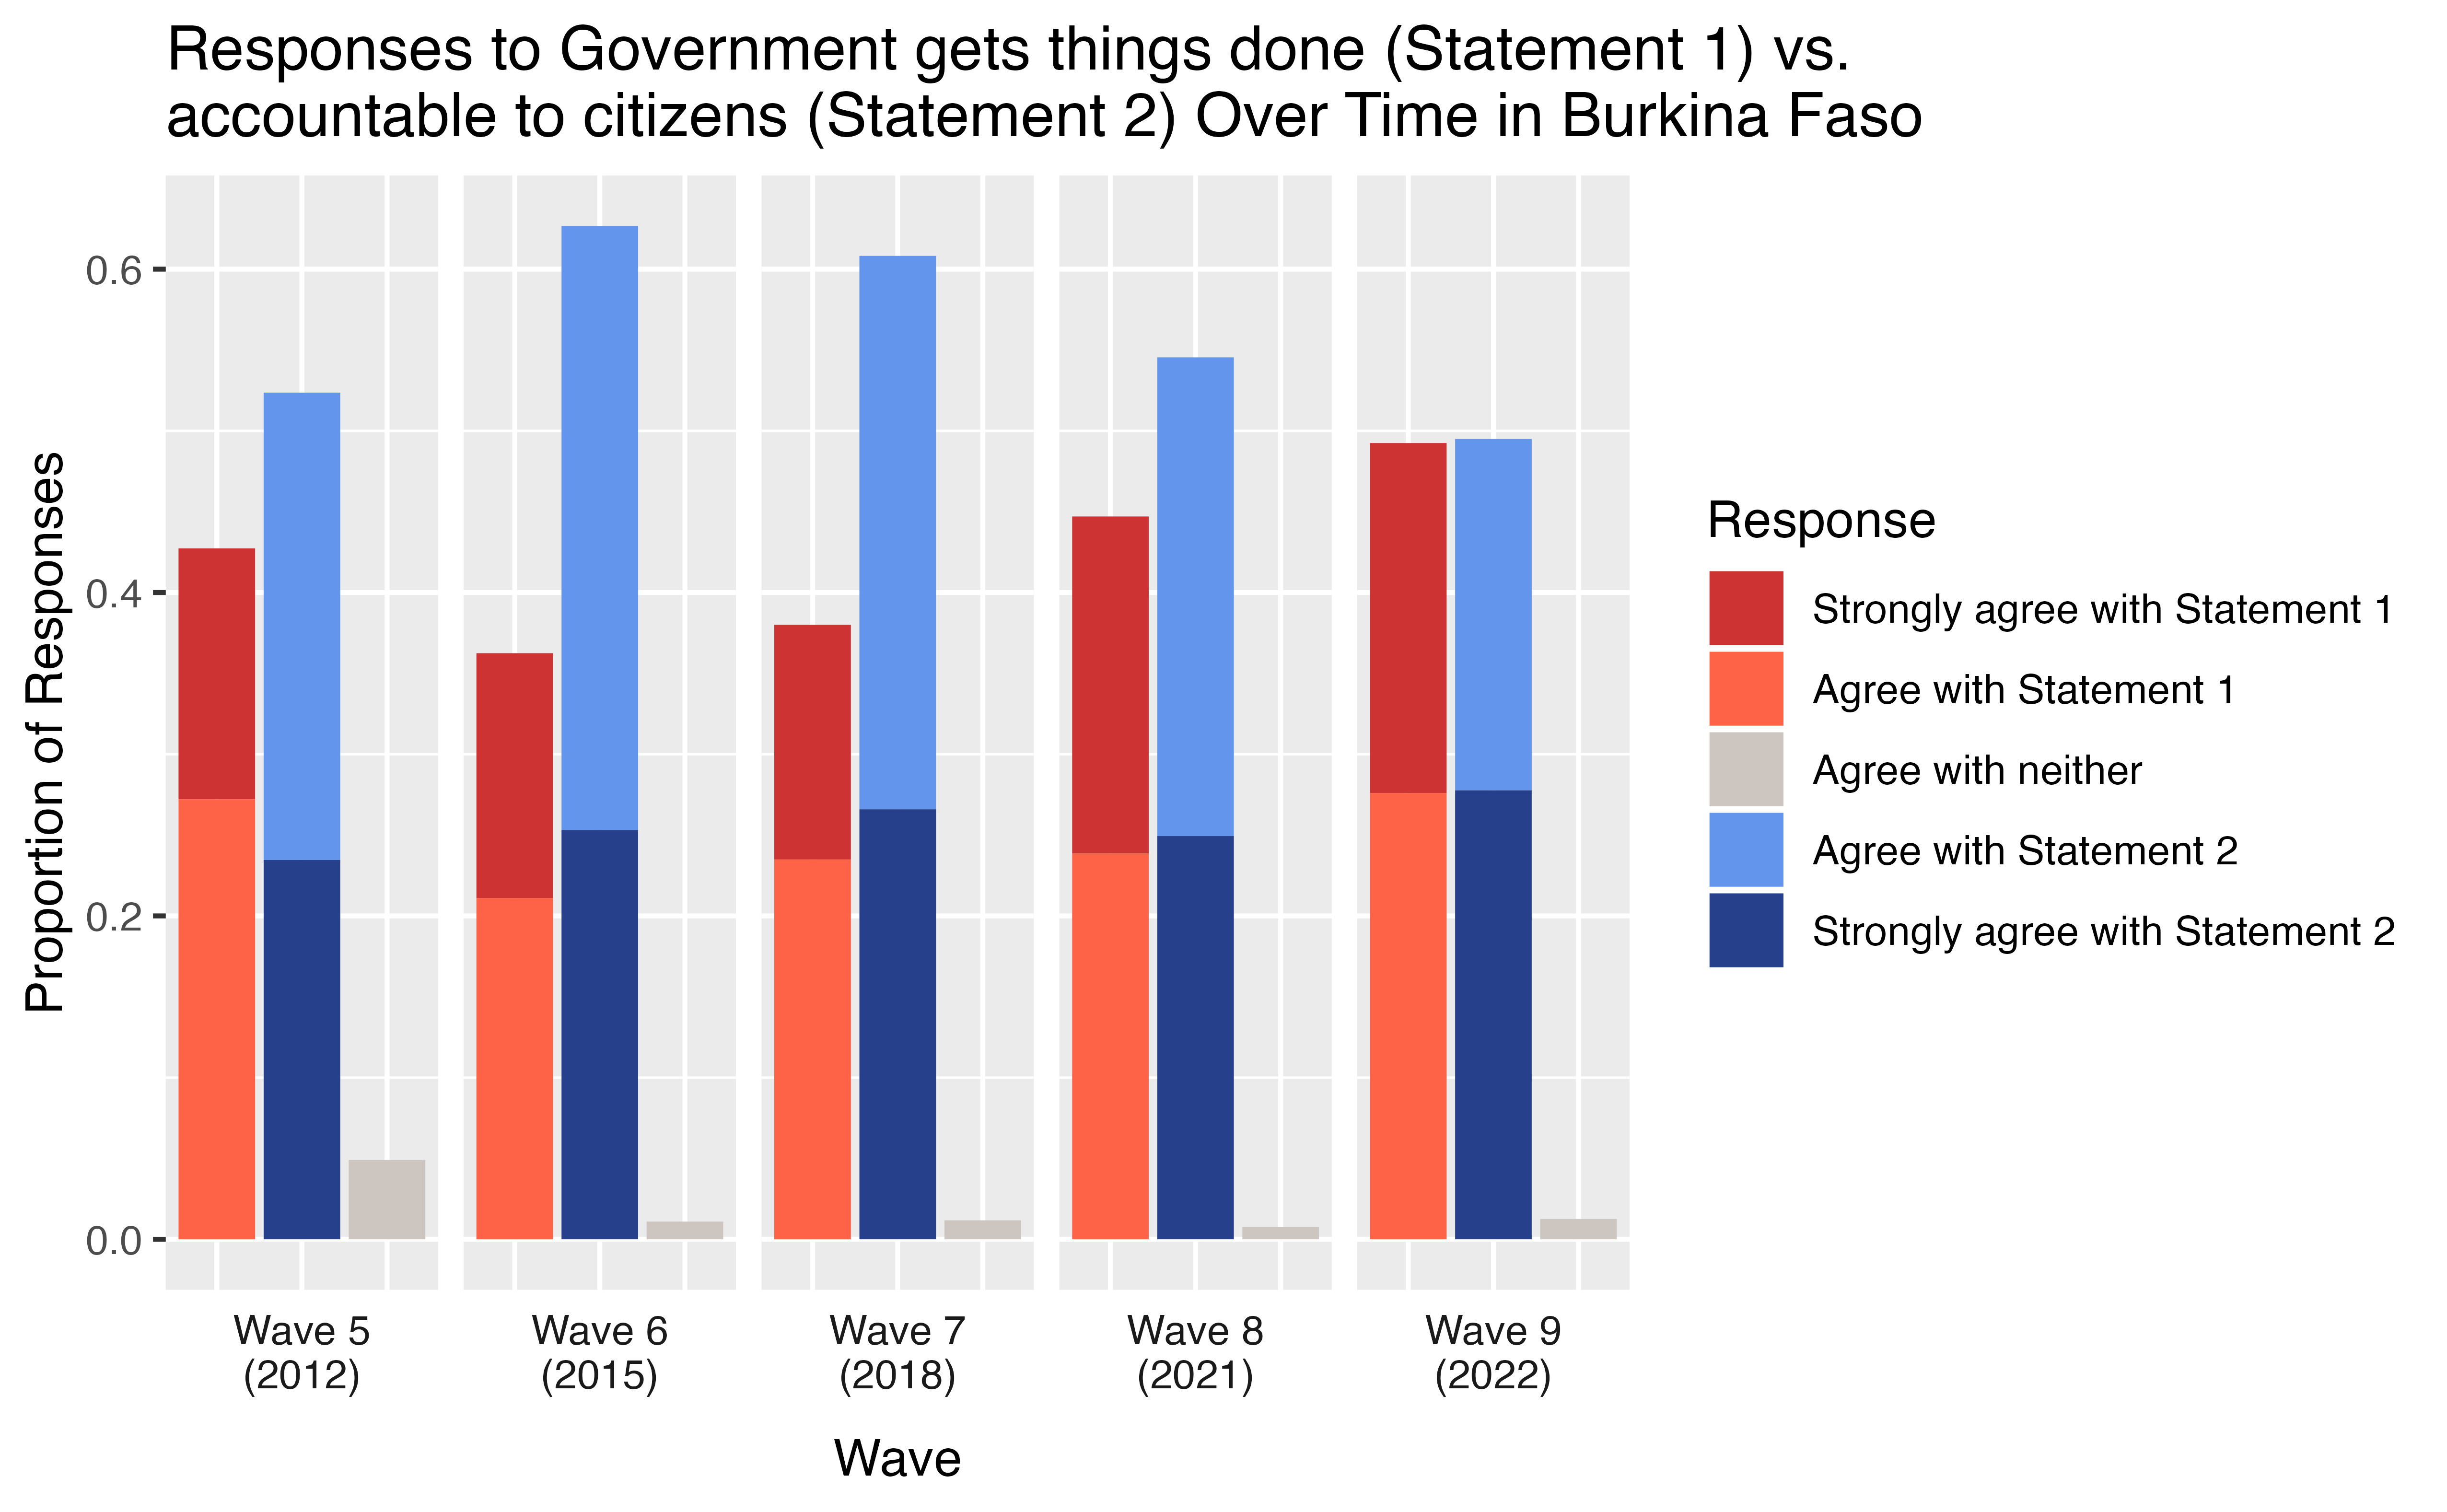 Responses to Government gets things done (Statement 1) vs.
accountable to citizens (Statement 2) Over Time in Burkina Faso
Proportion of Responses
0.6
0.4
0.2
0.0
Wave 5
(2012)
Wave 6
(2015)
Wave 7
(2018)
Wave 8
(2021)
Wave 9
(2022)
Wave
Response
Strongly agree with Statement 1
Agree with Statement 1
Agree with neither
Agree with Statement 2
Strongly agree with Statement 2